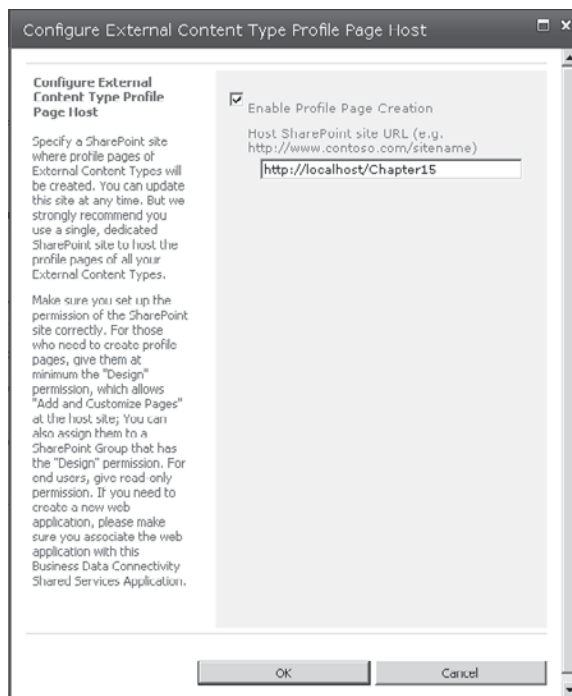 Configure External Content Type Profile Page Host
Configure External
Content Type Profile
Page Host
Specify a SharePoint site
where profile pages of
External Content Types will
be created. You can update
this site at any time. But we
strongly recommend you
use a single, dedicated
SharePoint site to host the
profile pages of all your
External Content Types.
Make sure you set up the
permission of the SharePoint
site correctly. For those
who need to create profile
pages, give them at
minimum the "Design"
permission, which allows
"Add and Customize Pages"
at the host site; You can
also assign them to a
SharePoint Group that has
the "Design" permission. For
end users, give read-only
permission. If you need to
create a new web
application, please make
sure you associate the web
application with this
Business Data Connectivity
Shared Services Application.
Enable Profile Page Creation
Host SharePoint site URL (e.g.
http://www.contoso.com/sitename)
http://localhost/Chapter15
OK
Cancel